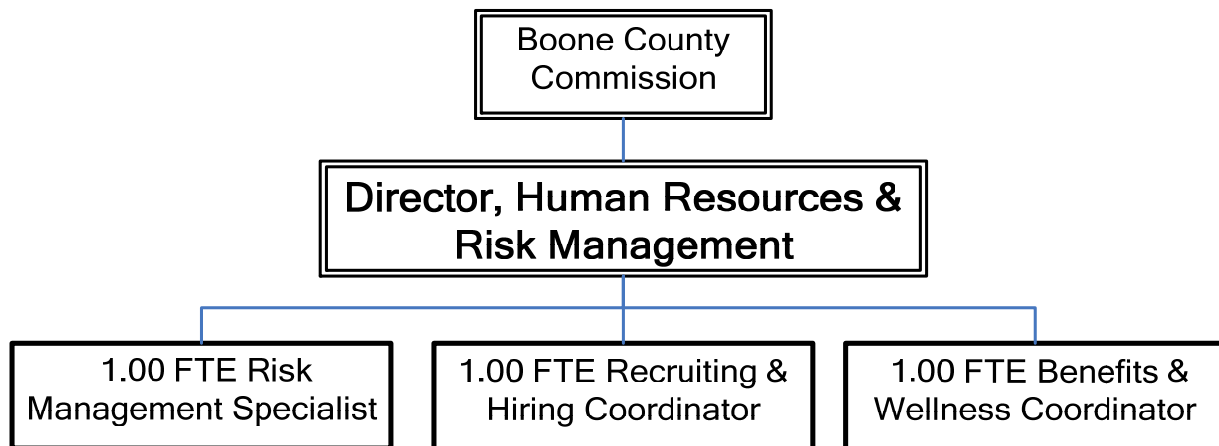 Boone County
Commission
Director, Human Resources &
Risk Management
1.00 FTE Risk
Management Specialist
1.00 FTE Recruiting &
Hiring Coordinator
1.00 FTE Benefits &
Wellness Coordinator